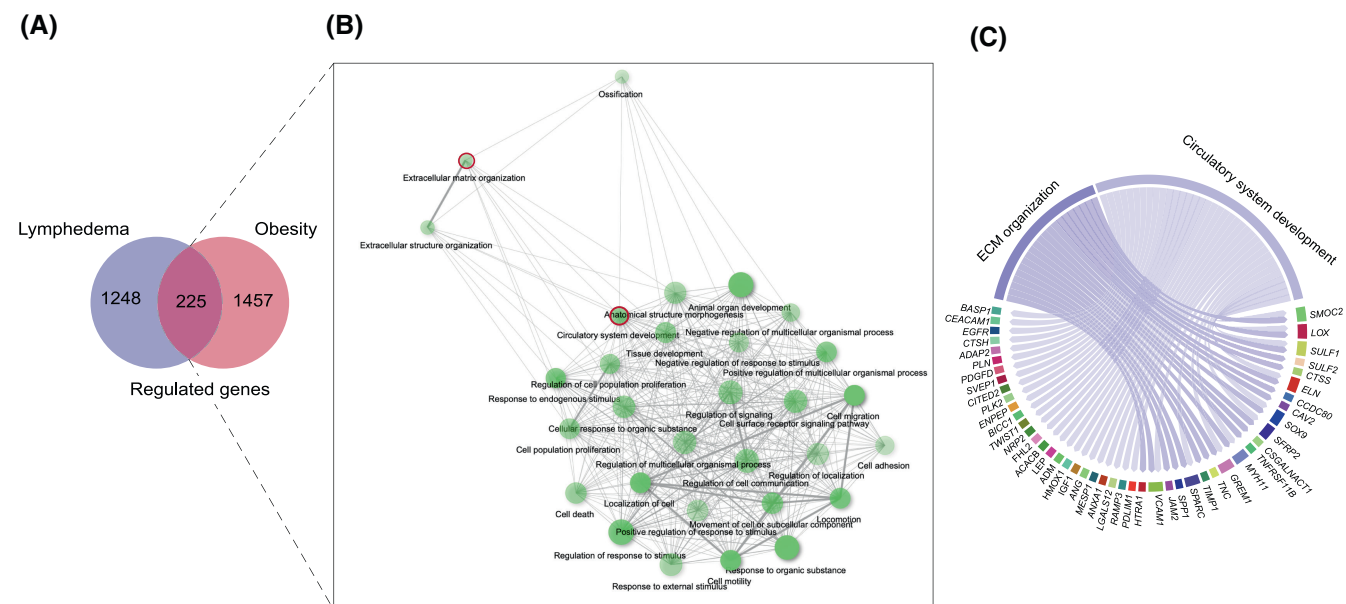 (A)
Lymphedema
Obesity
1248
225
1457
Regulated genes
(B)
Ossification
Extracellular matrix organization
Extracellular structure organization
Animal organ development
Anatomical structure morphogenesis
Circulatory system development
Negative regulation of multicellular organismal process
Tissue development
Negative regulation of response to stimulus
Positive regulation of multicellular organismal process
Regulation of cell population proliferation
Response to endogenous stimulus
Regulation of signaling
Cell migration
Cell surface receptor signaling pathway
Cellular response to organic substance
Cell population proliferation
Cell adhesion
Regulation of multicellular organismal process
Regulation of localization
Regulation of cell communication
Localization of cell
Cell death
Locomotion
Movement of cell or subcellular component
Positive regulation of response to stimulus
Regulation of response to stimulus
Response to organic substance
Cell motility
Response to external stimulus
(C)
ECM organization
Circulatory system development
BASP1
CEACAM1
EGFR
CTSH
ADAP2
PLN
PDGFD
SVEP1
CITED2
PLK2
ENPEP
BICC1
TWIST1
NRP2
FHL2
ACACB
LEP
ADM
HMOX1
IGF1
ANG
MESP1
ANXA1
LGALS12
RAMP3
PDLIM1
HTRA1
VCAM1
JAM2
SPP1
SPARC
TIMP1
TNC
GREM1
MYH11
TNFRSF11B
CSGALNACT1
SFRP2
SOX9
CAV2
CCDC80
ELN
CTSS
SULF2
SULF1
LOX
SMOC2